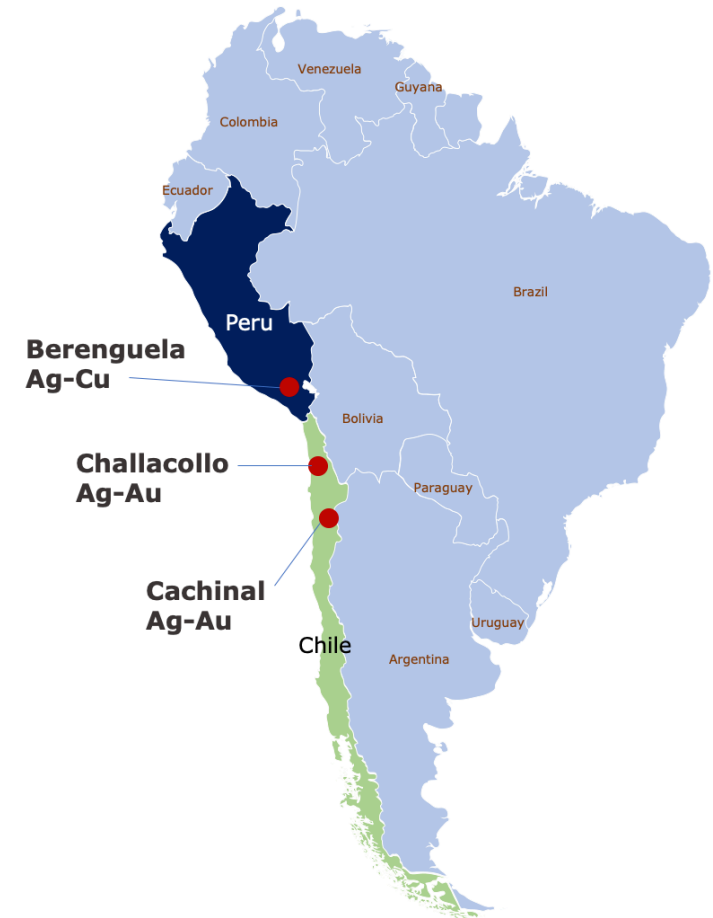 Venezuela
Guyana
Colombia
Ecuador
Brazil
Peru
Berenguela
Ag-Cu
Bolivia
Challacollo
Ag-Au
Paraguay
Cachinal
Ag-Au
Uruguay
Chile
Argentina